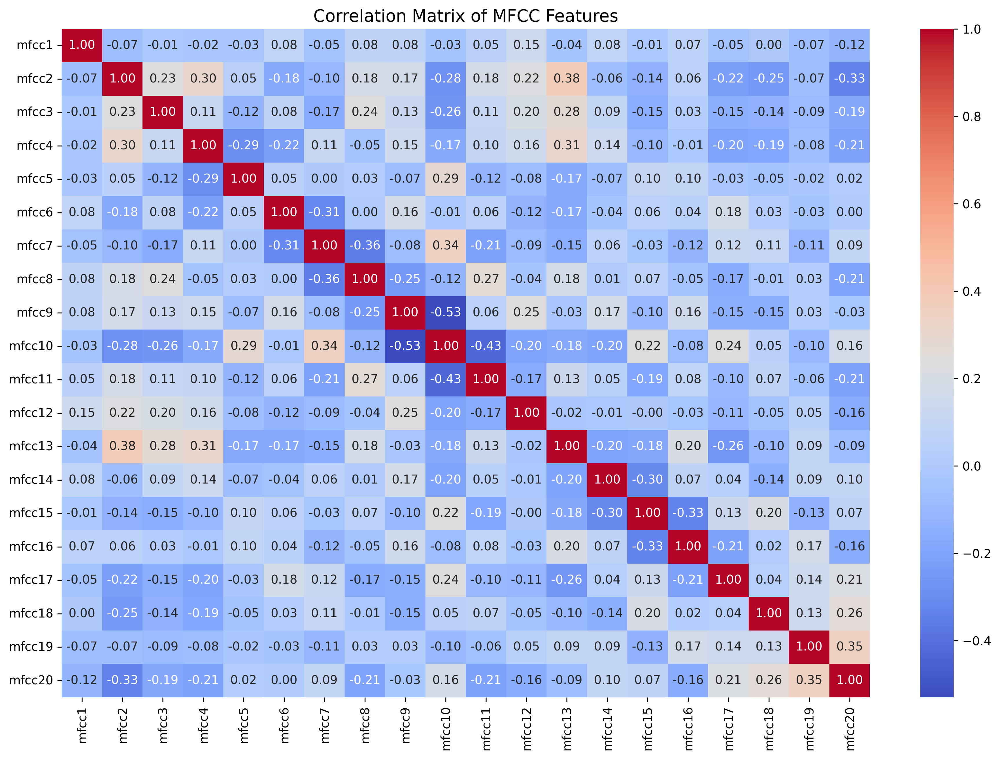 Correlation Matrix of MFCC Features
mfcc1 1.00 -0.07 -0.01 -0.02 -0.03 0.08 -0.05 0.08 0.08 -0.03 0.05 0.15 -0.04 0.08 -0.01 0.07 -0.05 0.00 -0.07 -0.12
mfcc2 -0.07 1.00 0.23 0.30 0.05 -0.18 -0.10 0.18 0.17 -0.28 0.18 0.22 0.38 -0.06 -0.14 0.06 -0.22 -0.25 -0.07 -0.33
mfcc3 -0.01 0.23 1.00 0.11 -0.12 0.08 -0.17 0.24 0.13 -0.26 0.11 0.20 0.28 0.09 -0.15 0.03 -0.15 -0.14 -0.09 -0.19
mfcc4 -0.02 0.30 0.11 1.00 -0.29 -0.22 0.11 -0.05 0.15 -0.17 0.10 0.16 0.31 0.14 -0.10 -0.01 -0.20 -0.19 -0.08 -0.21
mfcc5 -0.03 0.05 -0.12 -0.29 1.00 0.05 0.00 0.03 -0.07 0.29 -0.12 -0.08 -0.17 -0.07 0.10 0.10 -0.03 -0.05 -0.02 0.02
mfcc6 0.08 -0.18 0.08 -0.22 0.05 1.00 -0.31 0.00 0.16 -0.01 0.06 -0.12 -0.17 -0.04 0.06 0.04 0.18 0.03 -0.03 0.00
mfcc7 -0.05 -0.10 -0.17 0.11 0.00 -0.31 1.00 -0.36 -0.08 0.34 -0.21 -0.09 -0.15 0.06 -0.03 -0.12 0.12 0.11 -0.11 0.09
mfcc8 0.08 0.18 0.24 -0.05 0.03 0.00 -0.36 1.00 -0.25 -0.12 0.27 -0.04 0.18 0.01 0.07 -0.05 -0.17 -0.01 0.03 -0.21
mfcc9 0.08 0.17 0.13 0.15 -0.07 0.16 -0.08 -0.25 1.00 -0.53 0.06 0.25 -0.03 0.17 -0.10 0.16 -0.15 -0.15 0.03 -0.03
mfcc10 -0.03 -0.28 -0.26 -0.17 0.29 -0.01 0.34 -0.12 -0.53 1.00 -0.43 -0.20 -0.18 -0.20 0.22 -0.08 0.24 0.05 -0.10 0.16
mfcc11 0.05 0.18 0.11 0.10 -0.12 0.06 -0.21 0.27 0.06 -0.43 1.00 -0.17 0.13 0.05 -0.19 0.08 -0.10 0.07 -0.06 -0.21
mfcc12 0.15 0.22 0.20 0.16 -0.08 -0.12 -0.09 -0.04 0.25 -0.20 -0.17 1.00 -0.02 -0.01 -0.00 -0.03 -0.11 -0.05 0.05 -0.16
mfcc13 -0.04 0.38 0.28 0.31 -0.17 -0.17 -0.15 0.18 -0.03 -0.18 0.13 -0.02 1.00 -0.20 -0.18 0.20 -0.26 -0.10 0.09 -0.09
mfcc14 0.08 -0.06 0.09 0.14 -0.07 -0.04 0.06 0.01 0.17 -0.20 0.05 -0.01 -0.20 1.00 -0.30 0.07 0.04 -0.14 0.09 0.10
mfcc15 -0.01 -0.14 -0.15 -0.10 0.10 0.06 -0.03 0.07 -0.10 0.22 -0.19 -0.00 -0.18 -0.30 1.00 -0.33 0.13 0.20 -0.13 0.07
mfcc16 0.07 0.06 0.03 -0.01 0.10 0.04 -0.12 -0.05 0.16 -0.08 0.08 -0.03 0.20 0.07 -0.33 1.00 -0.21 0.02 0.17 -0.16
mfcc17 -0.05 -0.22 -0.15 -0.20 -0.03 0.18 0.12 -0.17 -0.15 0.24 -0.10 -0.11 -0.26 0.04 0.13 -0.21 1.00 0.04 0.14 0.21
mfcc18 0.00 -0.25 -0.14 -0.19 -0.05 0.03 0.11 -0.01 -0.15 0.05 0.07 -0.05 -0.10 -0.14 0.20 0.02 0.04 1.00 0.13 0.26
mfcc19 -0.07 -0.07 -0.09 -0.08 -0.02 -0.03 -0.11 0.03 0.03 -0.10 -0.06 0.05 0.09 0.09 -0.13 0.17 0.14 0.13 1.00 0.35
mfcc20 -0.12 -0.33 -0.19 -0.21 0.02 0.00 0.09 -0.21 -0.03 0.16 -0.21 -0.16 -0.09 0.10 0.07 -0.16 0.21 0.26 0.35 1.00
mfcc1 mfcc2 mfcc3 mfcc4 mfcc5 mfcc6 mfcc7 mfcc8 mfcc9 mfcc10 mfcc11 mfcc12 mfcc13 mfcc14 mfcc15 mfcc16 mfcc17 mfcc18 mfcc19 mfcc20
1.0
0.8
0.6
0.4
0.2
0.0
−0.2
−0.4